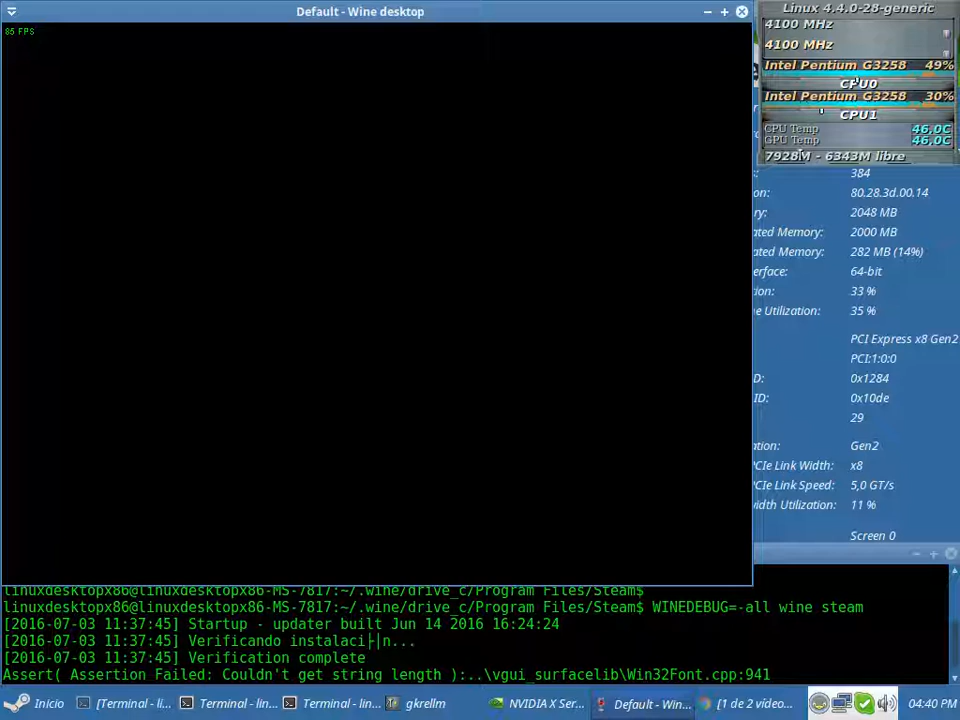 Default - Wine desktop
85 FPS
Linux 4.4.0-28-generic
4100 MHz
4100 MHz
Intel Pentium G3258 49%
CPU0
Intel Pentium G3258 30%
CPU1
CPU Temp 46.0C
GPU Temp 46.0C
7928M - 6343M libre
384
80.28.3d.00.14
2048 MB
Memory: 2000 MB
Memory: 282 MB (14%)
64-bit
33 %
Utilization: 35 %
PCI Express x8 Gen2
PCI:1:0:0
0x1284
0x10de
29
Gen2
Link Width: x8
Link Speed: 5,0 GT/s
Utilization: 11 %
Screen 0
linuxdesktopx86@linuxdesktopx86-MS-7817:~/.wine/drive_c/Program Files/Steam$
linuxdesktopx86@linuxdesktopx86-MS-7817:~/.wine/drive_c/Program Files/Steam$ WINEDEBUG=-all wine steam
[2016-07-03 11:37:45] Startup - updater built Jun 14 2016 16:24:24
[2016-07-03 11:37:45] Verificando instalaci├│n...
[2016-07-03 11:37:45] Verification complete
Assert( Assertion Failed: Couldn't get string length ):..\vgui_surfacelib\Win32Font.cpp:941
Inicio [Terminal - li... Terminal - lin... Terminal - lin... gkrellm NVIDIA X Ser... Default - Win... [1 de 2 vídeo... 04:40 PM